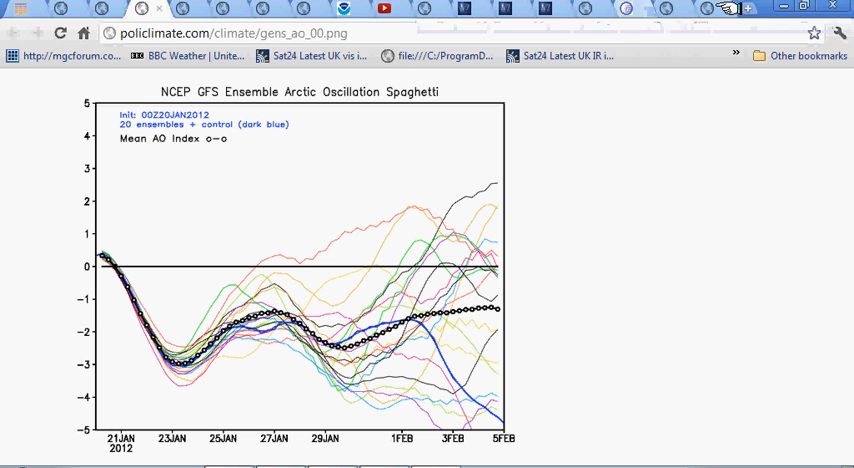 policlimate.com/climate/gens_ao_00.png
http://mgcforum.co...
BBC BBC Weather | Unite...
Sat24 Latest UK vis i...
file:///C:/ProgramD...
Sat24 Latest UK IR i...
»
Other bookmarks
NCEP GFS Ensemble Arctic Oscillation Spaghetti
Init: 00Z20JAN2012
20 ensembles + control (dark blue)
Mean AO Index o—o
5
4
3
2
1
0
−1
−2
−3
−4
−5
21JAN 23JAN 25JAN 27JAN 29JAN 1FEB 3FEB 5FEB
2012